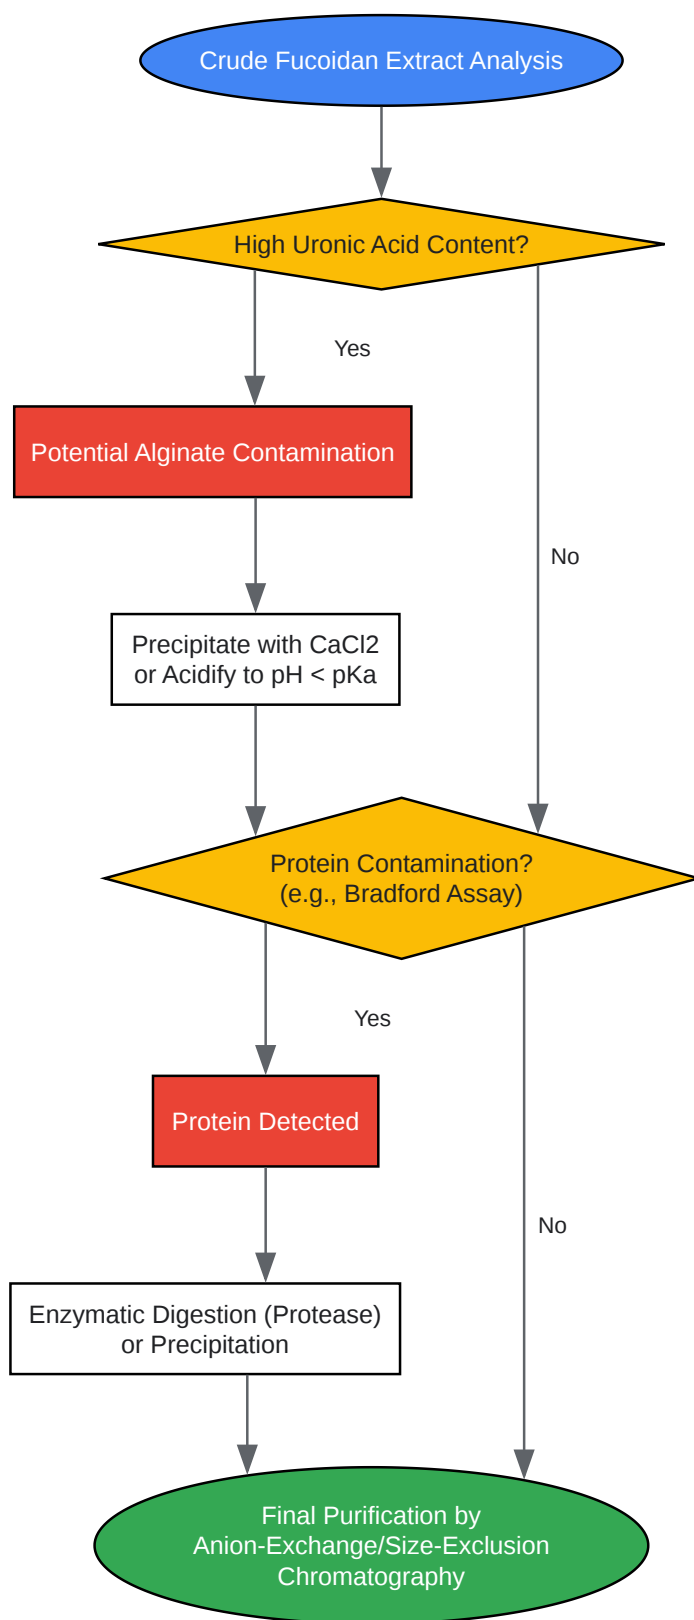 Crude Fucoidan Extract Analysis
High Uronic Acid Content?
Yes
Potential Alginate Contamination
No
Precipitate with CaCl2
or Acidify to pH < pKa
Protein Contamination?
(e.g., Bradford Assay)
Yes
Protein Detected
No
Enzymatic Digestion (Protease)
or Precipitation
Final Purification by
Anion-Exchange/Size-Exclusion
Chromatography